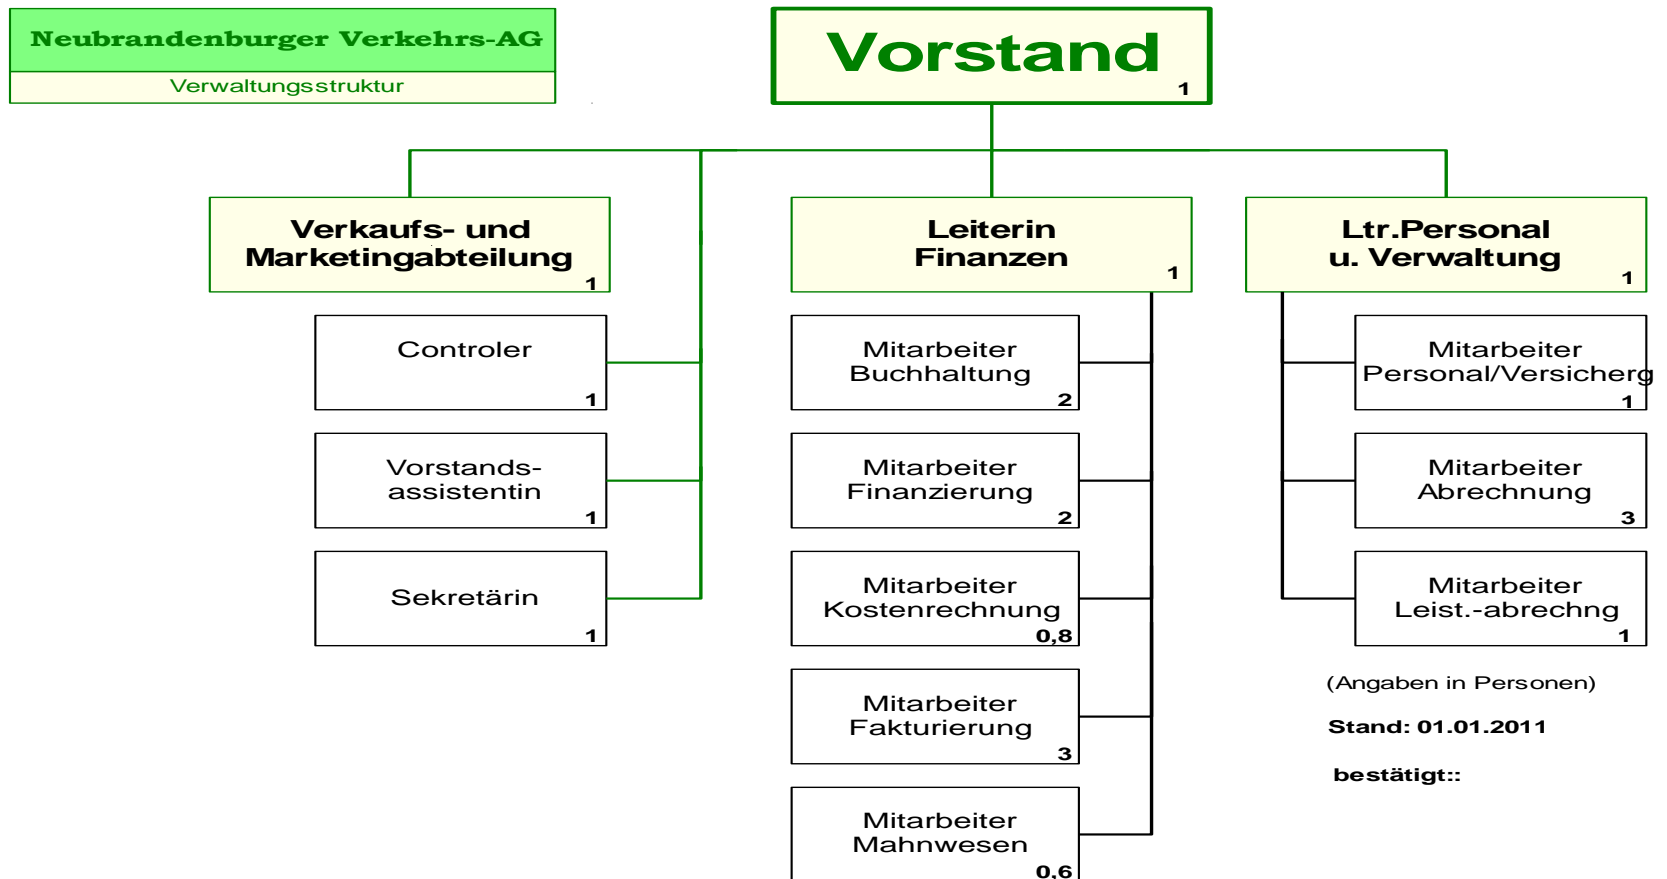 Neubrandenburger Verkehrs-AG
Verwaltungsstruktur
Vorstand
1
Verkaufs- und
Marketingabteilung
1
Leiterin
Finanzen
1
Ltr.Personal
u. Verwaltung
1
Controler
1
Vorstands-
assistentin
1
Sekretärin
1
Mitarbeiter
Buchhaltung
2
Mitarbeiter
Finanzierung
2
Mitarbeiter
Kostenrechnung
0,8
Mitarbeiter
Fakturierung
3
Mitarbeiter
Mahnwesen
0,6
Mitarbeiter
Personal/Versicherg
1
Mitarbeiter
Abrechnung
3
Mitarbeiter
Leist.-abrechng
1
(Angaben in Personen)
Stand: 01.01.2011
bestätigt::